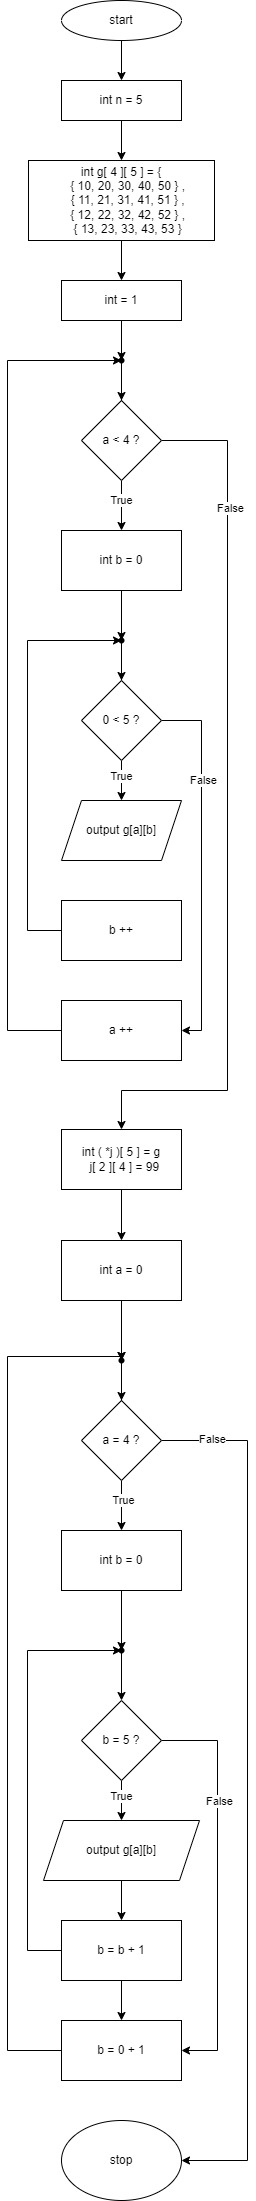 start
int n = 5
int g[ 4 ][ 5 ] = {
{ 10, 20, 30, 40, 50 } ,
{ 11, 21, 31, 41, 51 } ,
{ 12, 22, 32, 42, 52 } ,
{ 13, 23, 33, 43, 53 }
int = 1
a < 4 ?
True
False
int b = 0
0 < 5 ?
True
False
output g[a][b]
b ++
a ++
int ( *j )[ 5 ] = g
j[ 2 ][ 4 ] = 99
int a = 0
a = 4 ?
False
True
int b = 0
b = 5 ?
True
False
output g[a][b]
b = b + 1
b = 0 + 1
stop